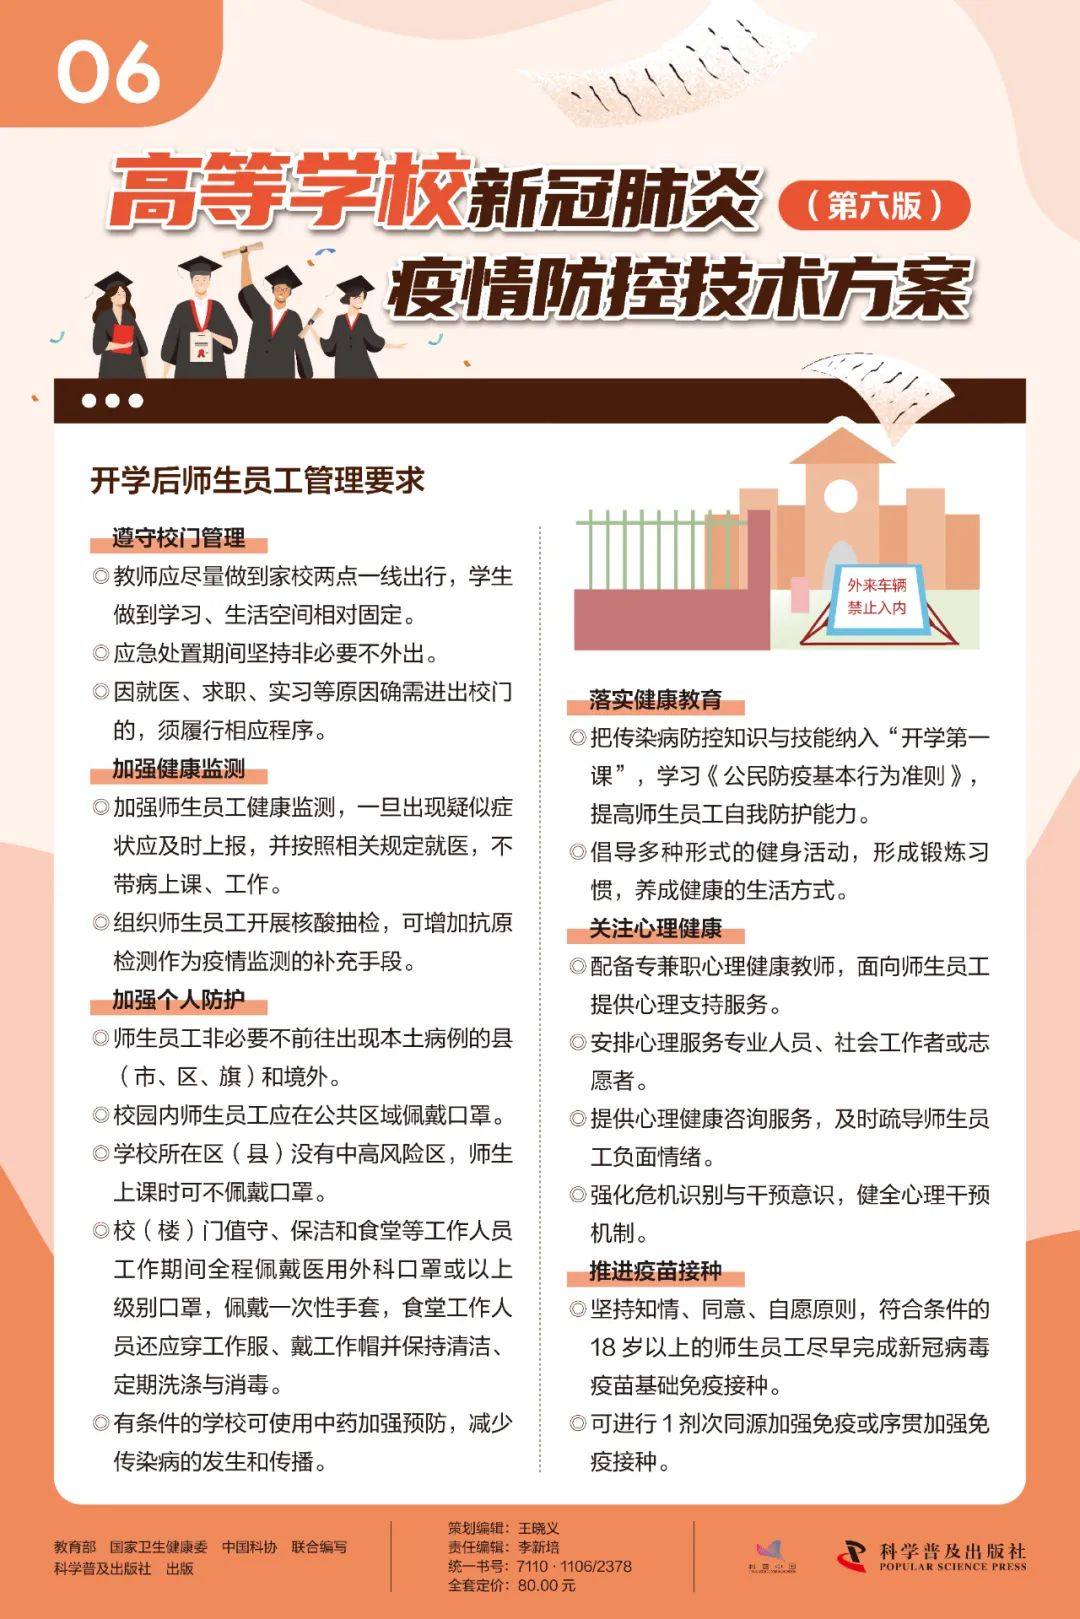 06
高等学校新冠肺炎（第六版）
疫情防控技术方案
开学后师生员工管理要求
遵守校门管理
◎教师应尽量做到家校两点一线出行，学生
做到学习、生活空间相对固定。
◎应急处置期间坚持非必要不外出。
◎因就医、求职、实习等原因确需进出校门
的，须履行相应程序。
加强健康监测
◎加强师生员工健康监测，一旦出现疑似症
状应及时上报，并按照相关规定就医，不
带病上课、工作。
◎组织师生员工开展核酸抽检，可增加抗原
检测作为疫情监测的补充手段。
加强个人防护
◎师生员工非必要不前往出现本土病例的县
（市、区、旗）和境外。
◎校园内师生员工应在公共区域佩戴口罩。
◎学校所在区（县）没有中高风险区，师生
上课时可不佩戴口罩。
◎校（楼）门值守、保洁和食堂等工作人员
工作期间全程佩戴医用外科口罩或以上
级别口罩，佩戴一次性手套，食堂工作人
员还应穿工作服、戴工作帽并保持清洁、
定期洗涤与消毒。
◎有条件的学校可使用中药加强预防，减少
传染病的发生和传播。
外来车辆
禁止入内
落实健康教育
◎把传染病防控知识与技能纳入“开学第一
课”，学习《公民防疫基本行为准则》，
提高师生员工自我防护能力。
◎倡导多种形式的健身活动，形成锻炼习
惯，养成健康的生活方式。
关注心理健康
◎配备专兼职心理健康教师，面向师生员工
提供心理支持服务。
◎安排心理服务专业人员、社会工作者或志
愿者。
◎提供心理健康咨询服务，及时疏导师生员
工负面情绪。
◎强化危机识别与干预意识，健全心理干预
机制。
推进疫苗接种
◎坚持知情、同意、自愿原则，符合条件的
18 岁以上的师生员工尽早完成新冠病毒
疫苗基础免疫接种。
◎可进行 1 剂次同源加强免疫或序贯加强免
疫接种。
教育部 国家卫生健康委 中国科协 联合编写
科学普及出版社 出版
策划编辑：王晓义
责任编辑：李新培
统一书号：7110·1106/2378
全套定价：80.00 元
科普中国
科学普及出版社
POPULAR SCIENCE PRESS